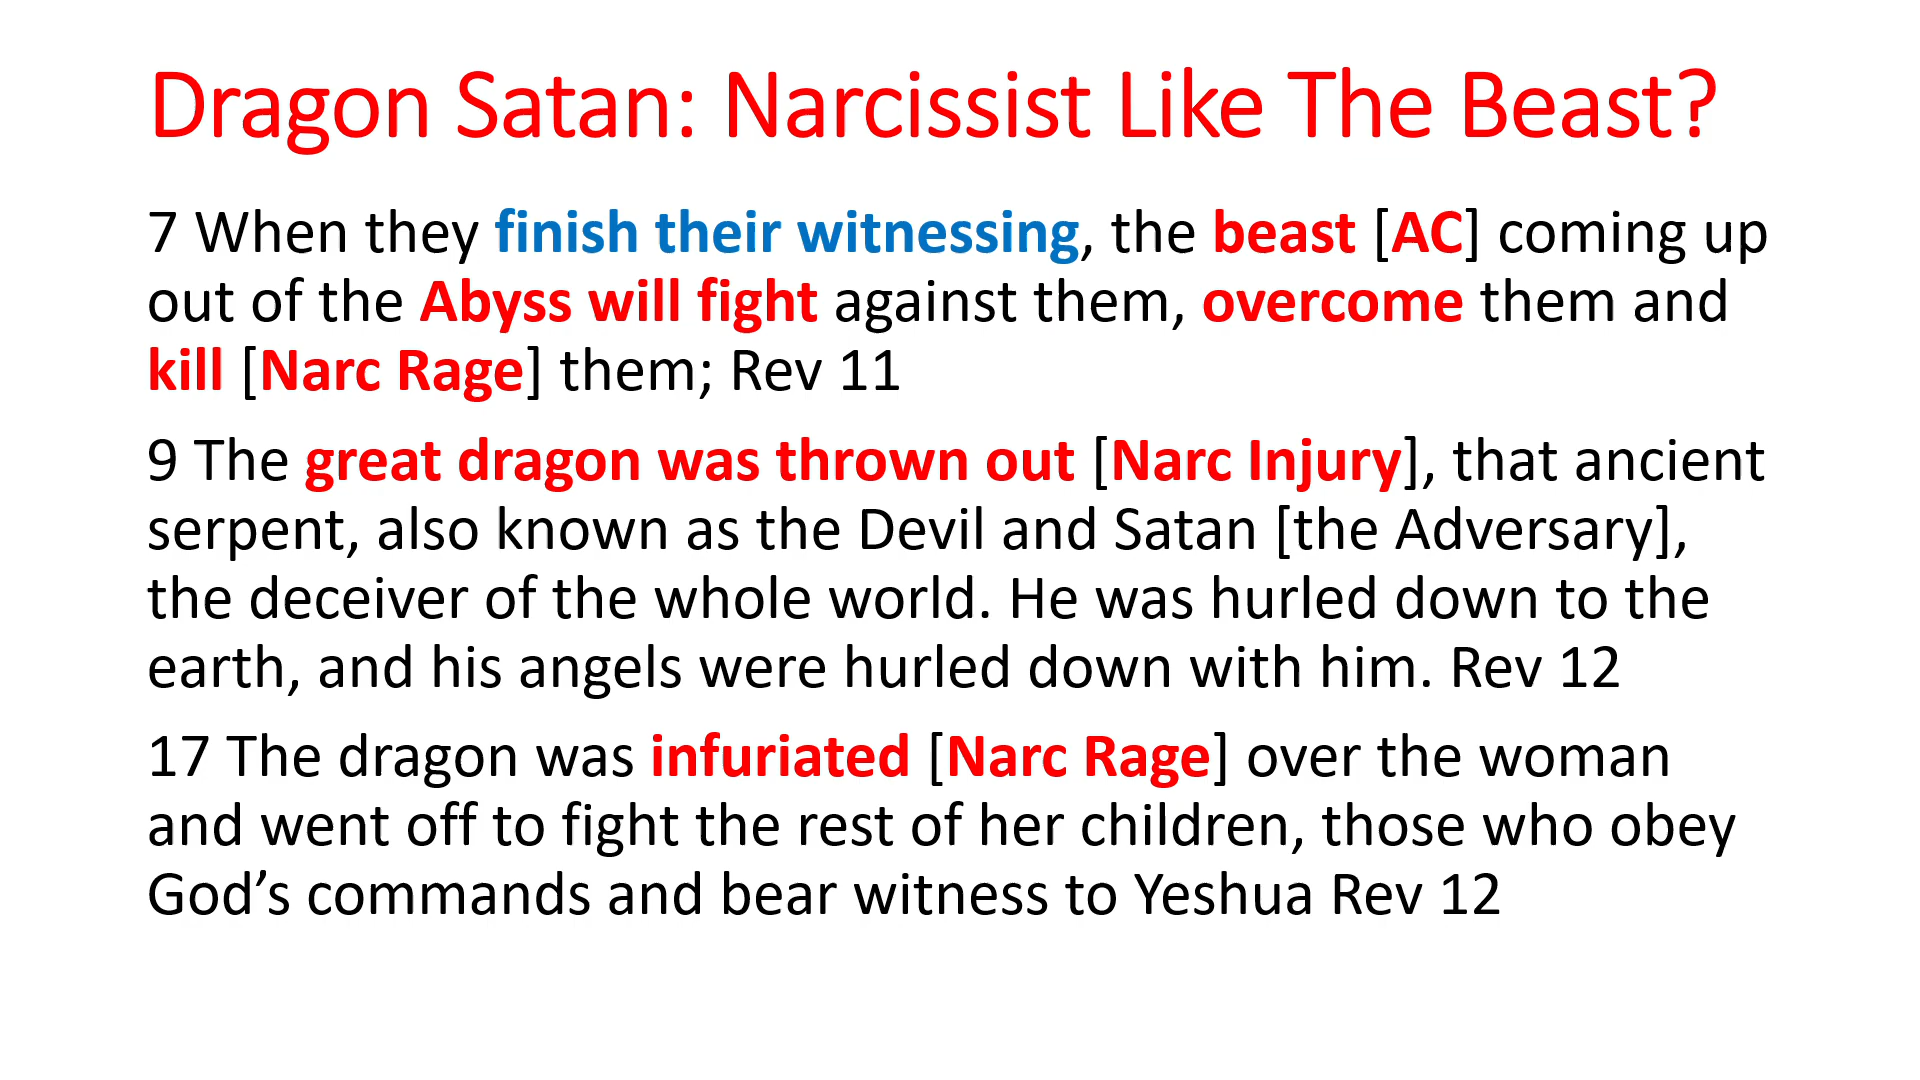 Dragon Satan: Narcissist Like The Beast?
7 When they finish their witnessing, the beast [AC] coming up
out of the Abyss will fight against them, overcome them and
kill [Narc Rage] them; Rev 11
9 The great dragon was thrown out [Narc Injury], that ancient
serpent, also known as the Devil and Satan [the Adversary],
the deceiver of the whole world. He was hurled down to the
earth, and his angels were hurled down with him. Rev 12
17 The dragon was infuriated [Narc Rage] over the woman
and went off to fight the rest of her children, those who obey
God’s commands and bear witness to Yeshua Rev 12